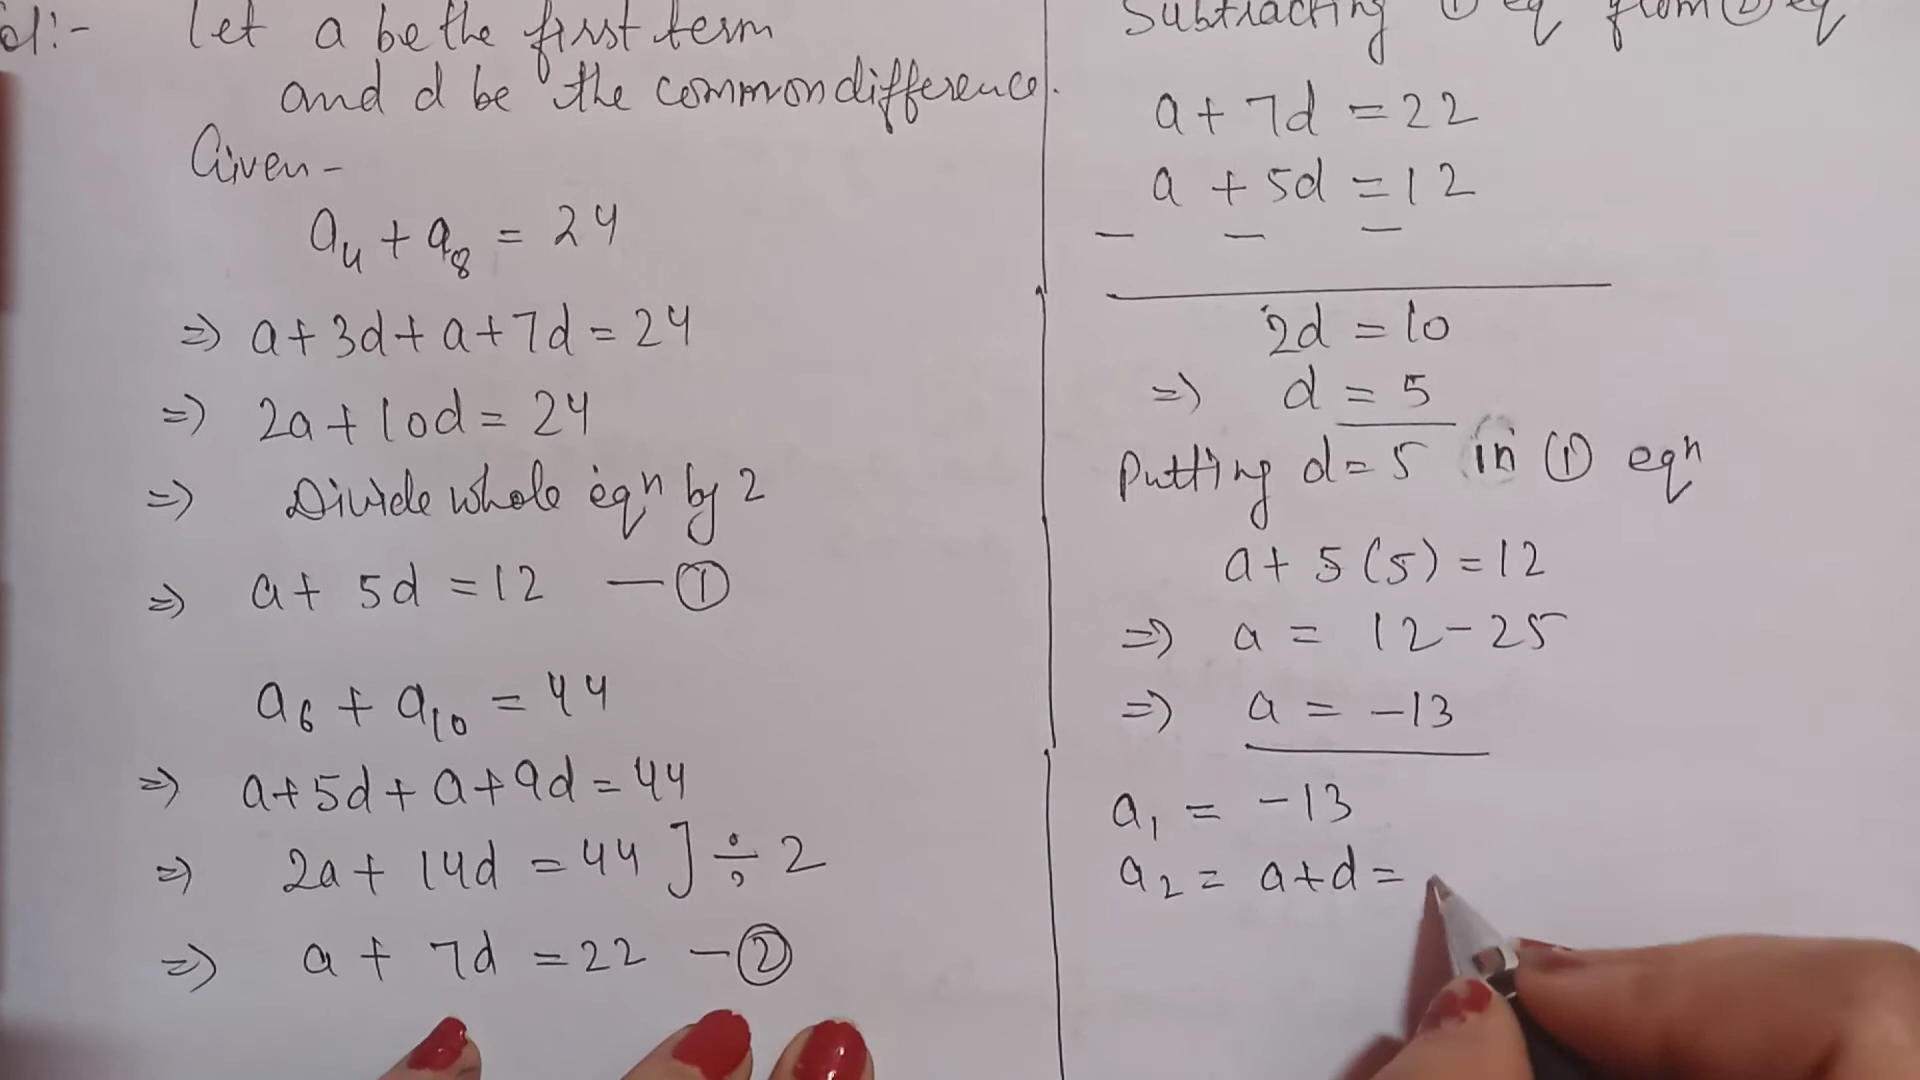 let a be the first term
and d be the common difference.
Given-
a₄ + a₈ = 24
⇒ a + 3d + a + 7d = 24
⇒ 2a + 10d = 24
⇒ Divide whole eqⁿ by 2
⇒ a + 5d = 12 — ①
a₆ + a₁₀ = 44
⇒ a + 5d + a + 9d = 44
⇒ 2a + 14d = 44 ] ÷ 2
⇒ a + 7d = 22 — ②
Subtracting ① eq from ② eq
a + 7d = 22
a + 5d = 12
— — —
2d = 10
⇒ d = 5
Putting d = 5 in ① eqⁿ
a + 5(5) = 12
⇒ a = 12 - 25
⇒ a = -13
a₁ = -13
a₂ = a + d =